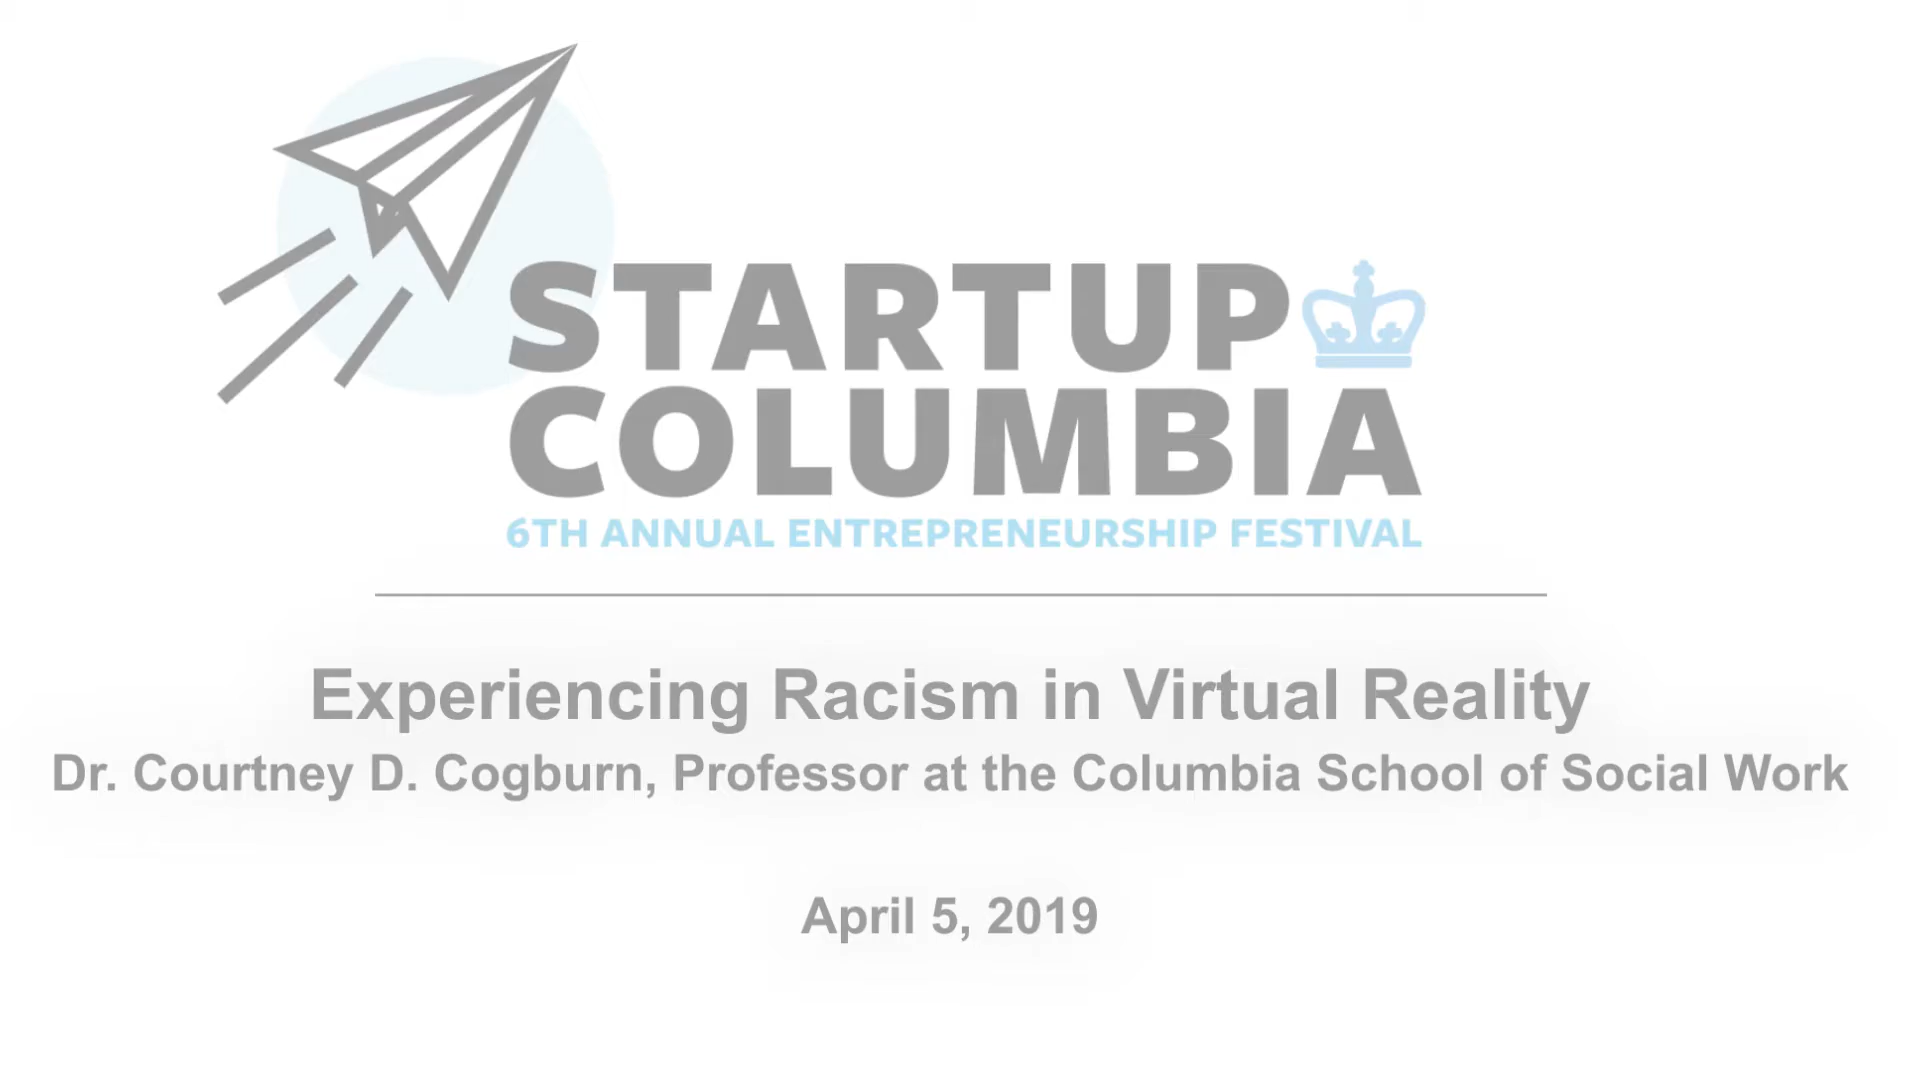 STARTUP
COLUMBIA
6TH ANNUAL ENTREPRENEURSHIP FESTIVAL
Experiencing Racism in Virtual Reality
Dr. Courtney D. Cogburn, Professor at the Columbia School of Social Work
April 5, 2019